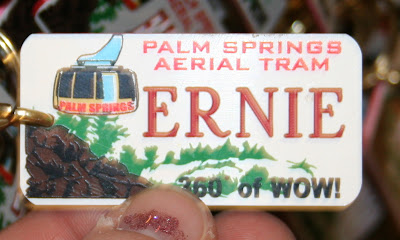 PALM SPRINGS
AERIAL TRAM
PALM SPRINGS
ERNIE
360° of WOW!